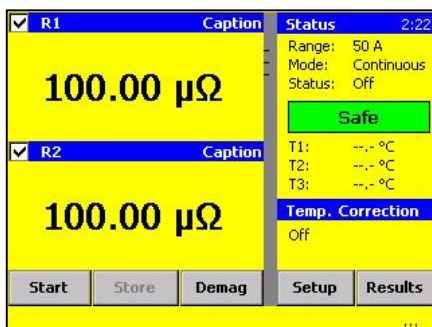 R1 Caption
100.00 µΩ
R2 Caption
100.00 µΩ
Start Store Demag
Status 2:22
Range: 50 A
Mode: Continuous
Status: Off
Safe
T1: --.- °C
T2: --.- °C
T3: --.- °C
Temp. Correction
Off
Setup Results
...